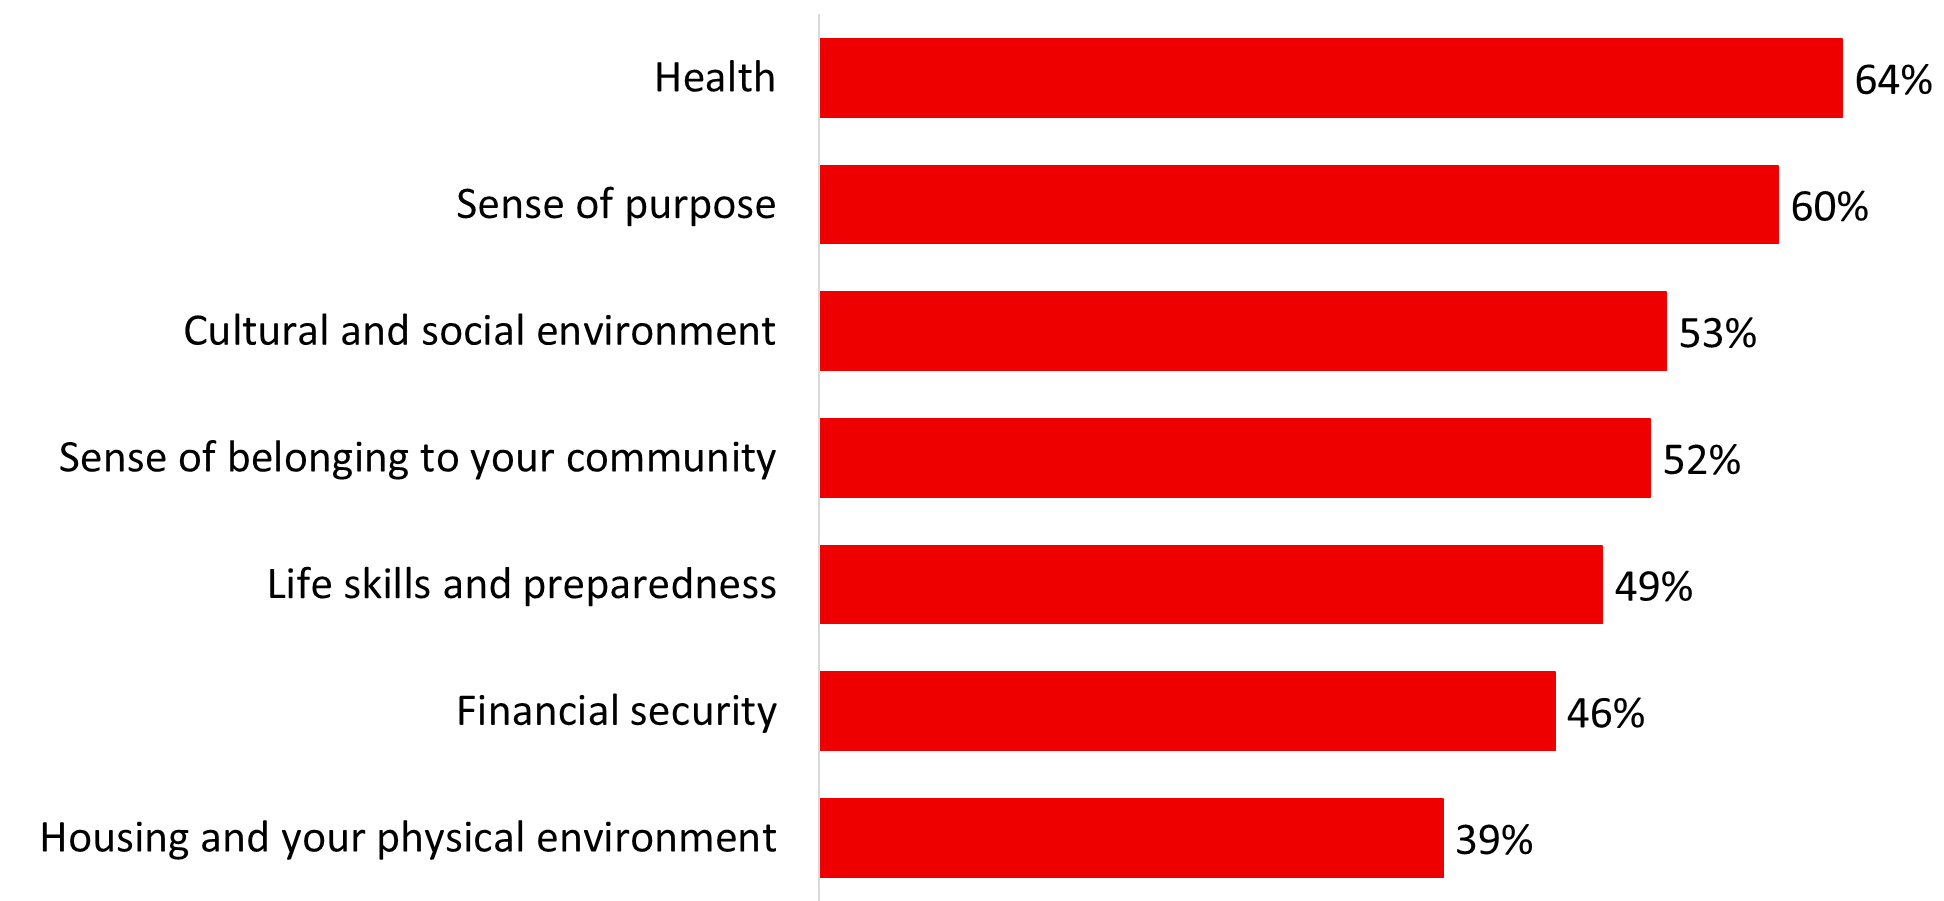 Health 64%
Sense of purpose 60%
Cultural and social environment 53%
Sense of belonging to your community 52%
Life skills and preparedness 49%
Financial security 46%
Housing and your physical environment 39%